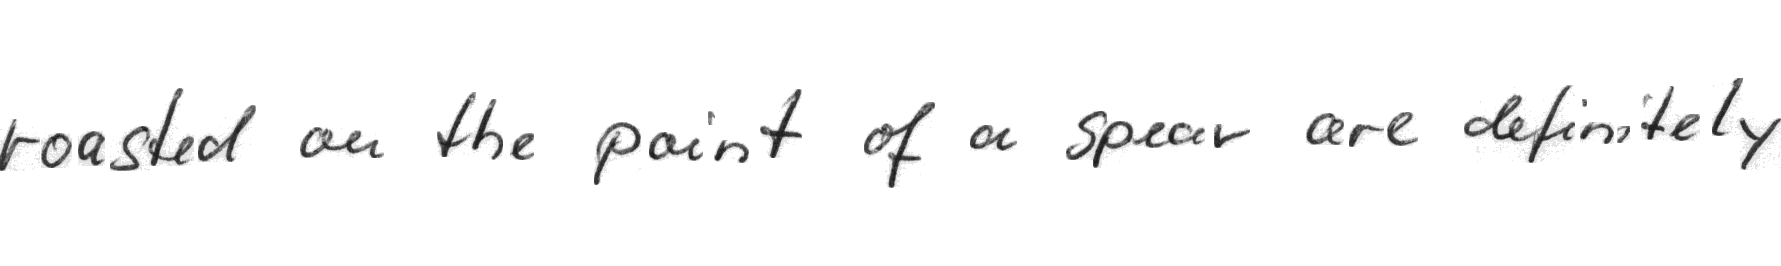 roasted on the point of a spear are definitely